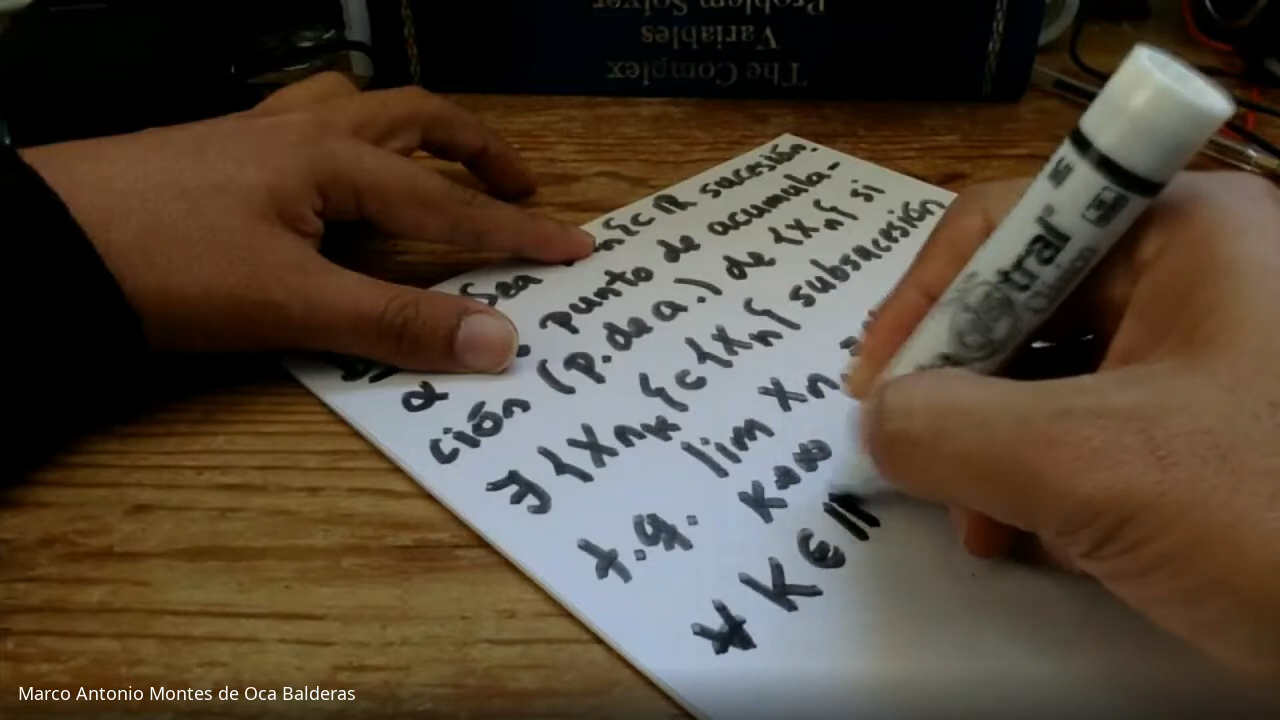 The Complex
Variables
Problem Solver
Sea n}⊂ℝ sucesión.
punto de acumula-
ción (p. de a.) de {xₙ} si
∃ {xₙₖ} ⊂ {xₙ} subsucesión
t.q. lim xₙ
k→∞
∀ k ∈ ℕ
tral
Marco Antonio Montes de Oca Balderas